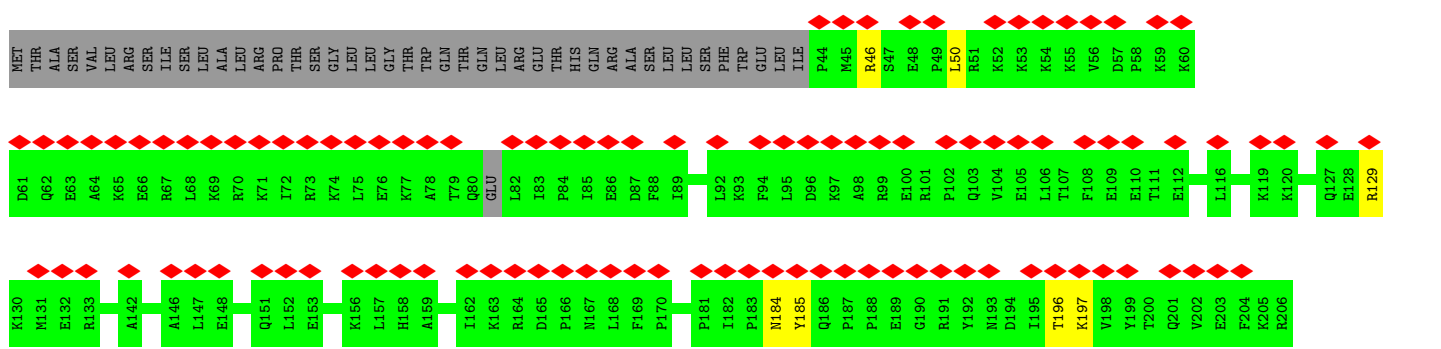 MET THR ALA SER VAL LEU ARG SER ILE SER LEU ALA LEU ARG PRO THR SER GLY LEU LEU GLY THR TRP GLN THR GLN LEU ARG GLU THR HIS GLN ARG ALA SER LEU LEU SER PHE TRP GLU LEU ILE P44 M45 R46 S47 E48 P49 L50 R51 K52 K53 K54 K55 V56 D57 P58 K59 K60
D61 Q62 E63 A64 K65 E66 R67 L68 K69 R70 K71 I72 R73 K74 L75 E76 K77 A78 T79 Q80 GLU L82 I83 P84 I85 E86 D87 F88 I89 L92 K93 F94 L95 D96 K97 A98 R99 E100 R101 P102 Q103 V104 E105 L106 T107 F108 E109 E110 T111 E112 L116 K119 K120 Q127 E128 R129
K130 M131 E132 R133 A142 A146 L147 E148 Q151 L152 E153 K156 L157 H158 A159 I162 K163 R164 D165 P166 N167 L168 F169 P170 P181 I182 P183 N184 Y185 Q186 P187 P188 E189 G190 R191 Y192 N193 D194 I195 T196 K197 V198 Y199 T200 Q201 V202 E203 F204 K205 R206